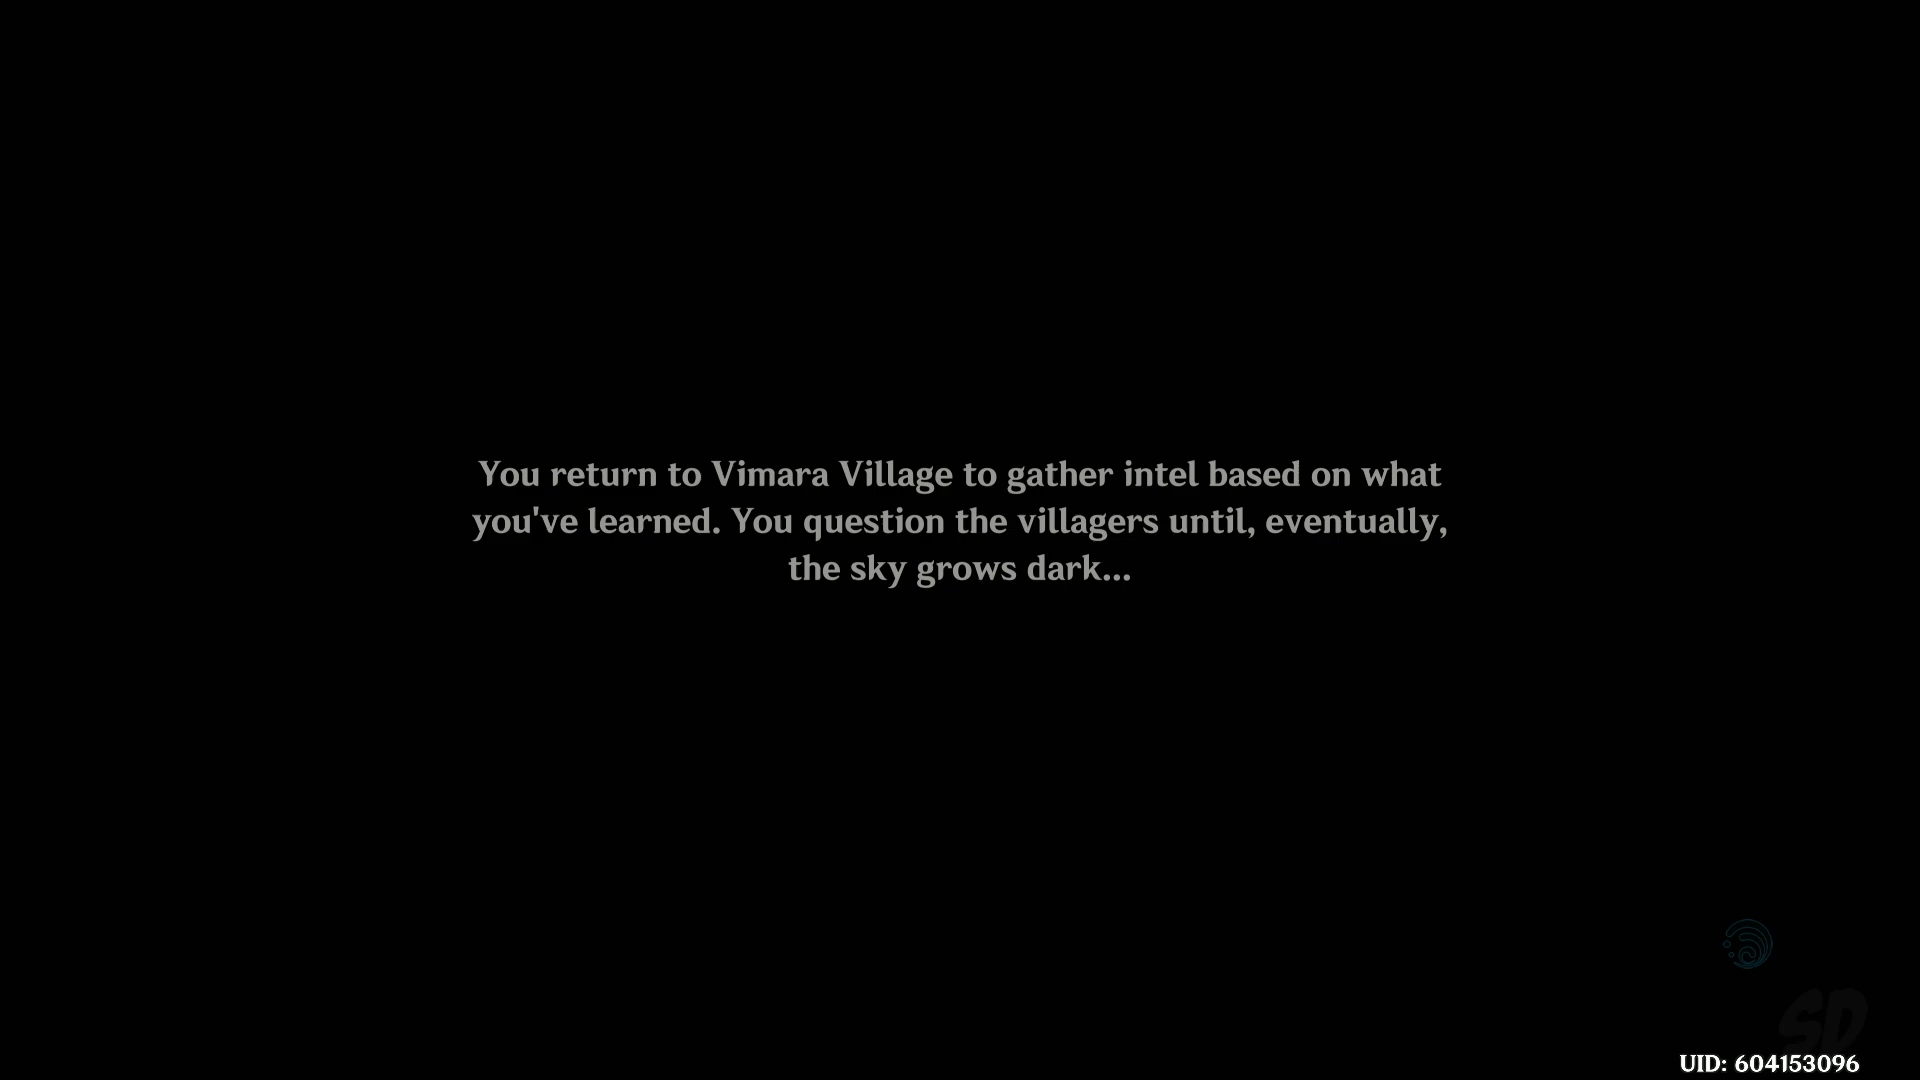 You return to Vimara Village to gather intel based on what
you've learned. You question the villagers until, eventually,
the sky grows dark...
SD
UID: 604153096